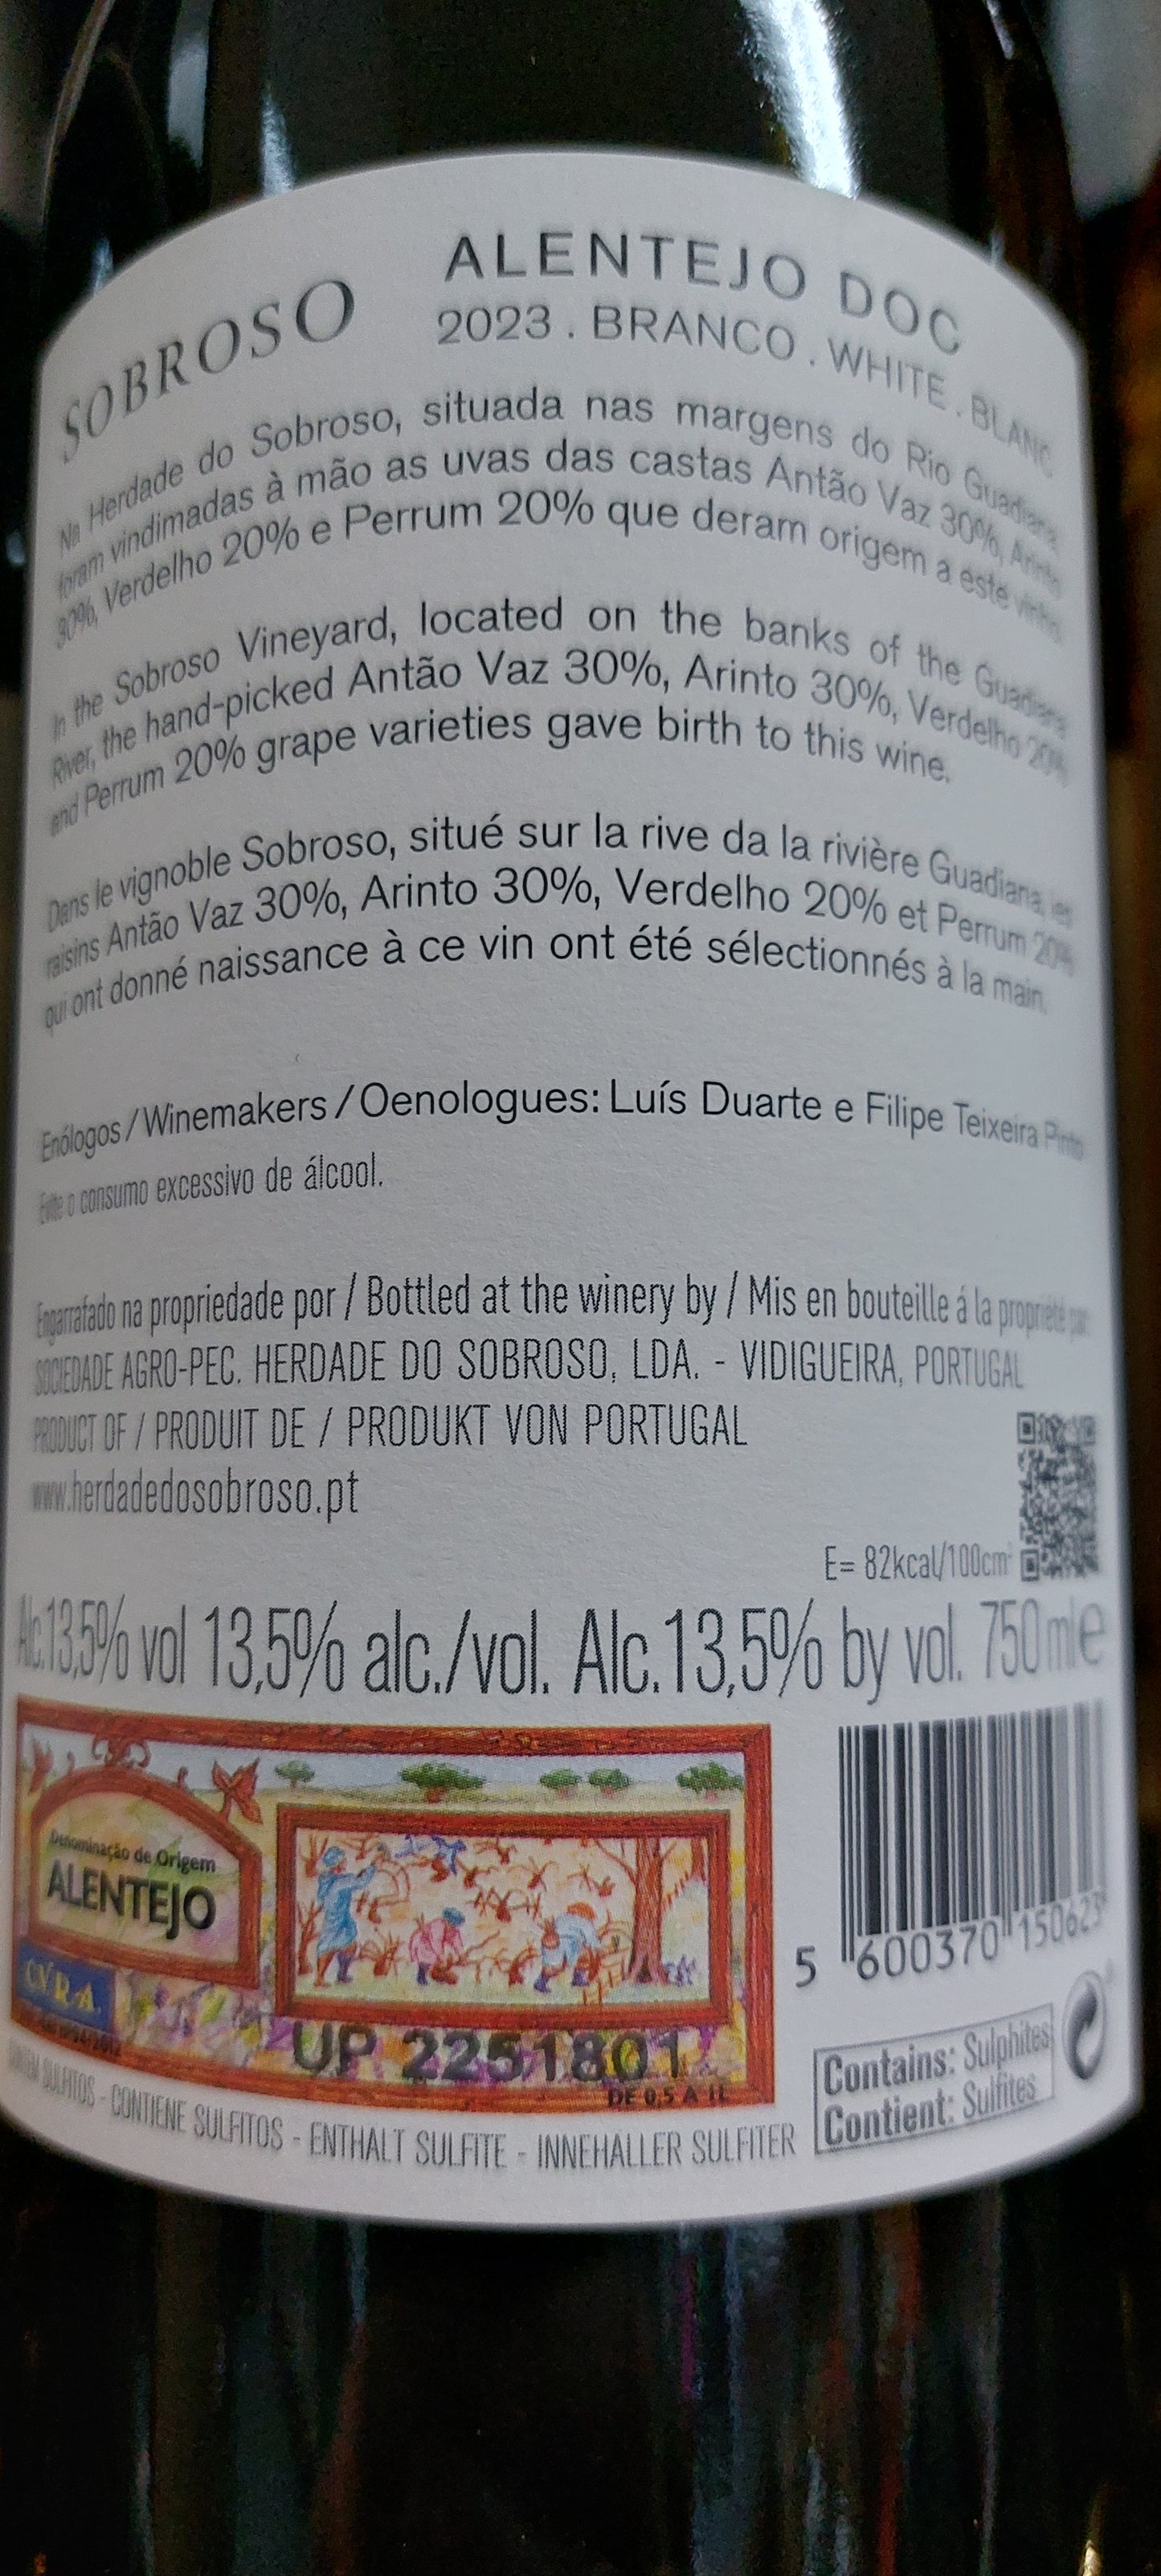 SOBROSO
ALENTEJO DOC
2023 . BRANCO . WHITE . BLANC
Na Herdade do Sobroso, situada nas margens do Rio Guadiana
foram vindimadas à mão as uvas das castas Antão Vaz 30%, Arinto
30%, Verdelho 20% e Perrum 20% que deram origem a este vinho.
In the Sobroso Vineyard, located on the banks of the Guadiana
River, the hand-picked Antão Vaz 30%, Arinto 30%, Verdelho 20%
and Perrum 20% grape varieties gave birth to this wine.
Dans le vignoble Sobroso, situé sur la rive da la rivière Guadiana, les
raisins Antão Vaz 30%, Arinto 30%, Verdelho 20% et Perrum 20%
qui ont donné naissance à ce vin ont été sélectionnés à la main.
Enólogos / Winemakers / Oenologues: Luís Duarte e Filipe Teixeira Pinto
Evite o consumo excessivo de álcool.
Engarrafado na propriedade por / Bottled at the winery by / Mis en bouteille á la propriété par:
SOCIEDADE AGRO-PEC. HERDADE DO SOBROSO, LDA. - VIDIGUEIRA, PORTUGAL
PRODUCT OF / PRODUIT DE / PRODUKT VON PORTUGAL
www.herdadedosobroso.pt
E= 82kcal/100cm³
Alc.13,5% vol 13,5% alc./vol. Alc.13,5% by vol. 750mle
Denominação de Origem
ALENTEJO
C.V.R.A.
UP 2251801
DE 0,5 A 1L
5 600370 150623
Contains: Sulphites
Contient: Sulfites
CONTÉM SULFITOS - CONTIENE SULFITOS - ENTHALT SULFITE - INNEHALLER SULFITER